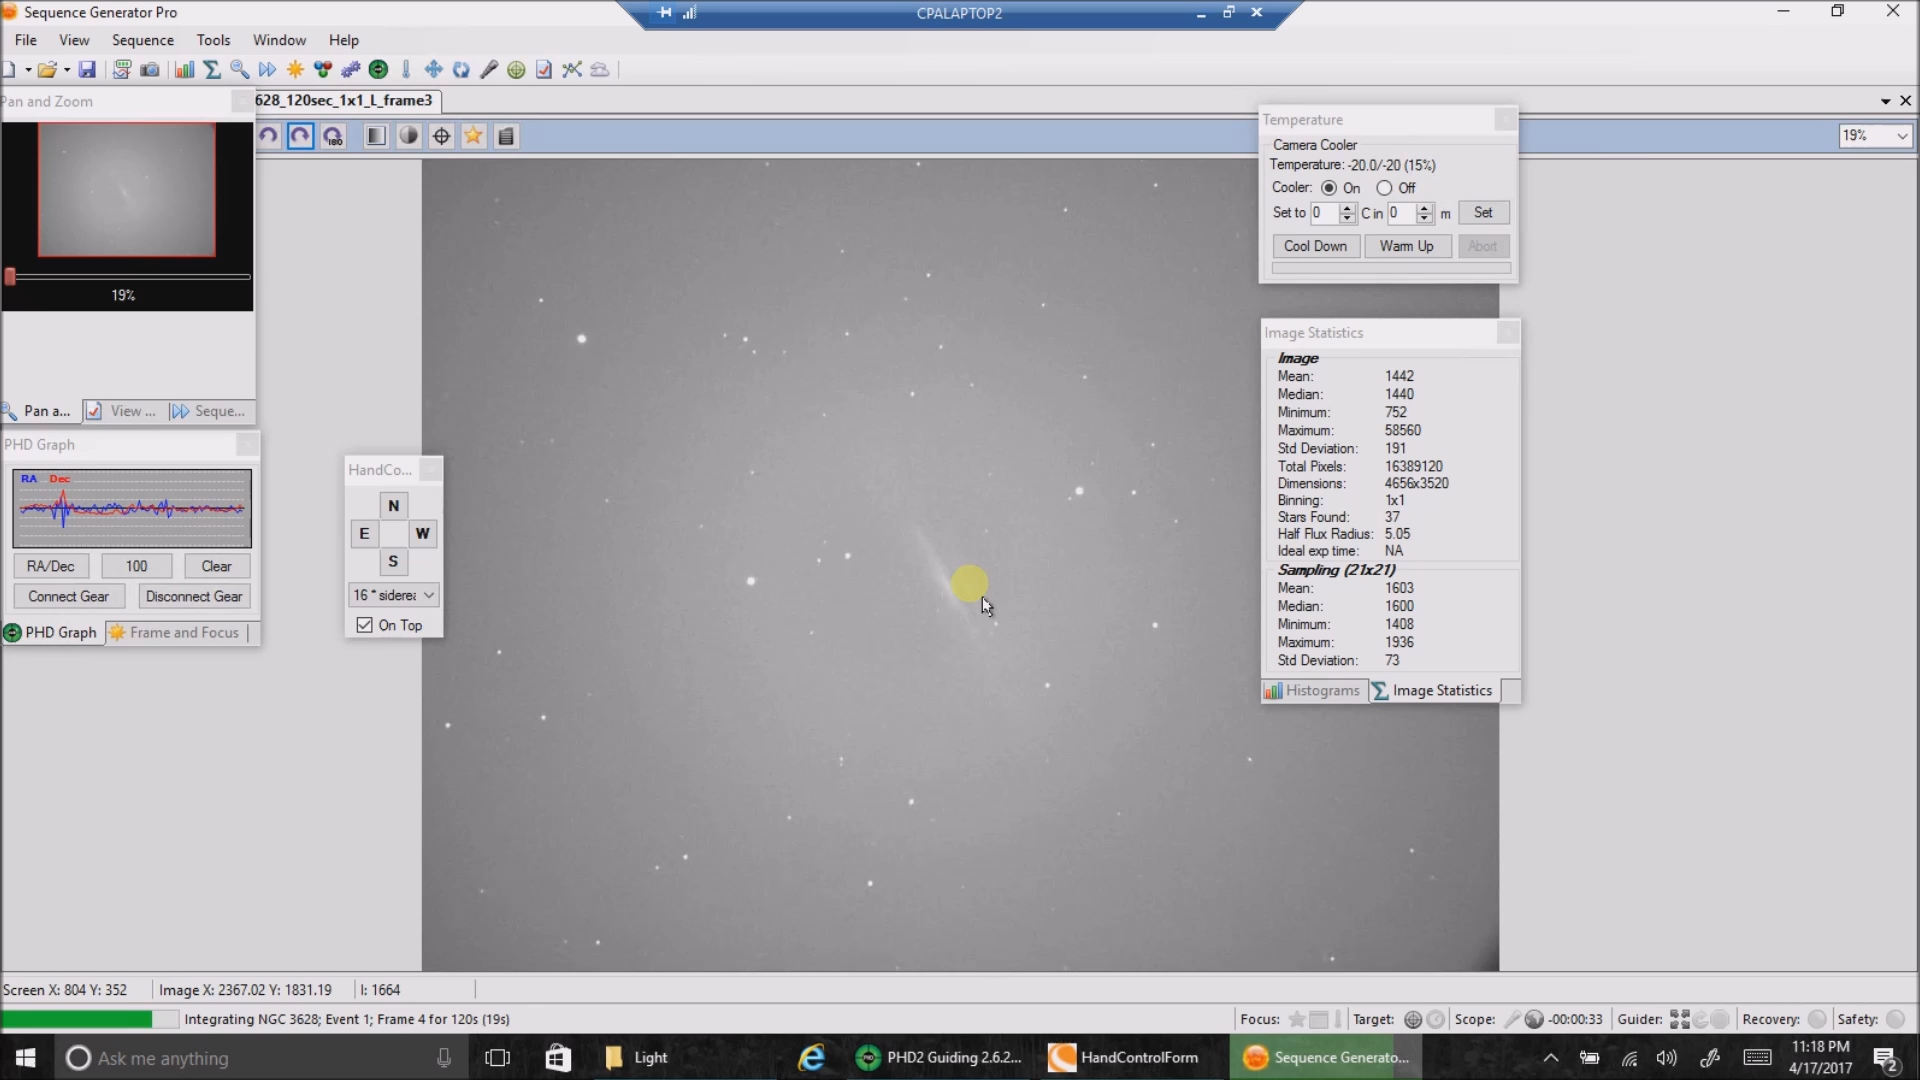 Sequence Generator Pro
CPALAPTOP2
File View Sequence Tools Window Help
Pan and Zoom
628_120sec_1x1_L_frame3
180
19%
19%
Pan a... View ... Seque...
PHD Graph
RA Dec
RA/Dec 100 Clear
Connect Gear Disconnect Gear
PHD Graph Frame and Focus
HandCo...
N
E W
S
On Top
Temperature
Camera Cooler
Temperature: -20.0/-20 (15%)
Cooler: On Off
Set to 0 C in 0 m Set
Cool Down Warm Up Abort
Image Statistics
Image
Mean: 1442
Median: 1440
Minimum: 752
Maximum: 58560
Std Deviation: 191
Total Pixels: 16389120
Dimensions: 4656x3520
Binning: 1x1
Stars Found: 37
Half Flux Radius: 5.05
Ideal exp time: NA
Sampling (21x21)
Mean: 1603
Median: 1600
Minimum: 1408
Maximum: 1936
Std Deviation: 73
Histograms Image Statistics
Screen X: 804 Y: 352 Image X: 2367.02 Y: 1831.19 I: 1664
Integrating NGC 3628; Event 1; Frame 4 for 120s (19s)
Focus: Target: Scope: -00:00:33 Guider: Recovery: Safety:
Ask me anything
Light
PHD2 Guiding 2.6.2...
HandControlForm
Sequence Generato...
11:18 PM
4/17/2017
2